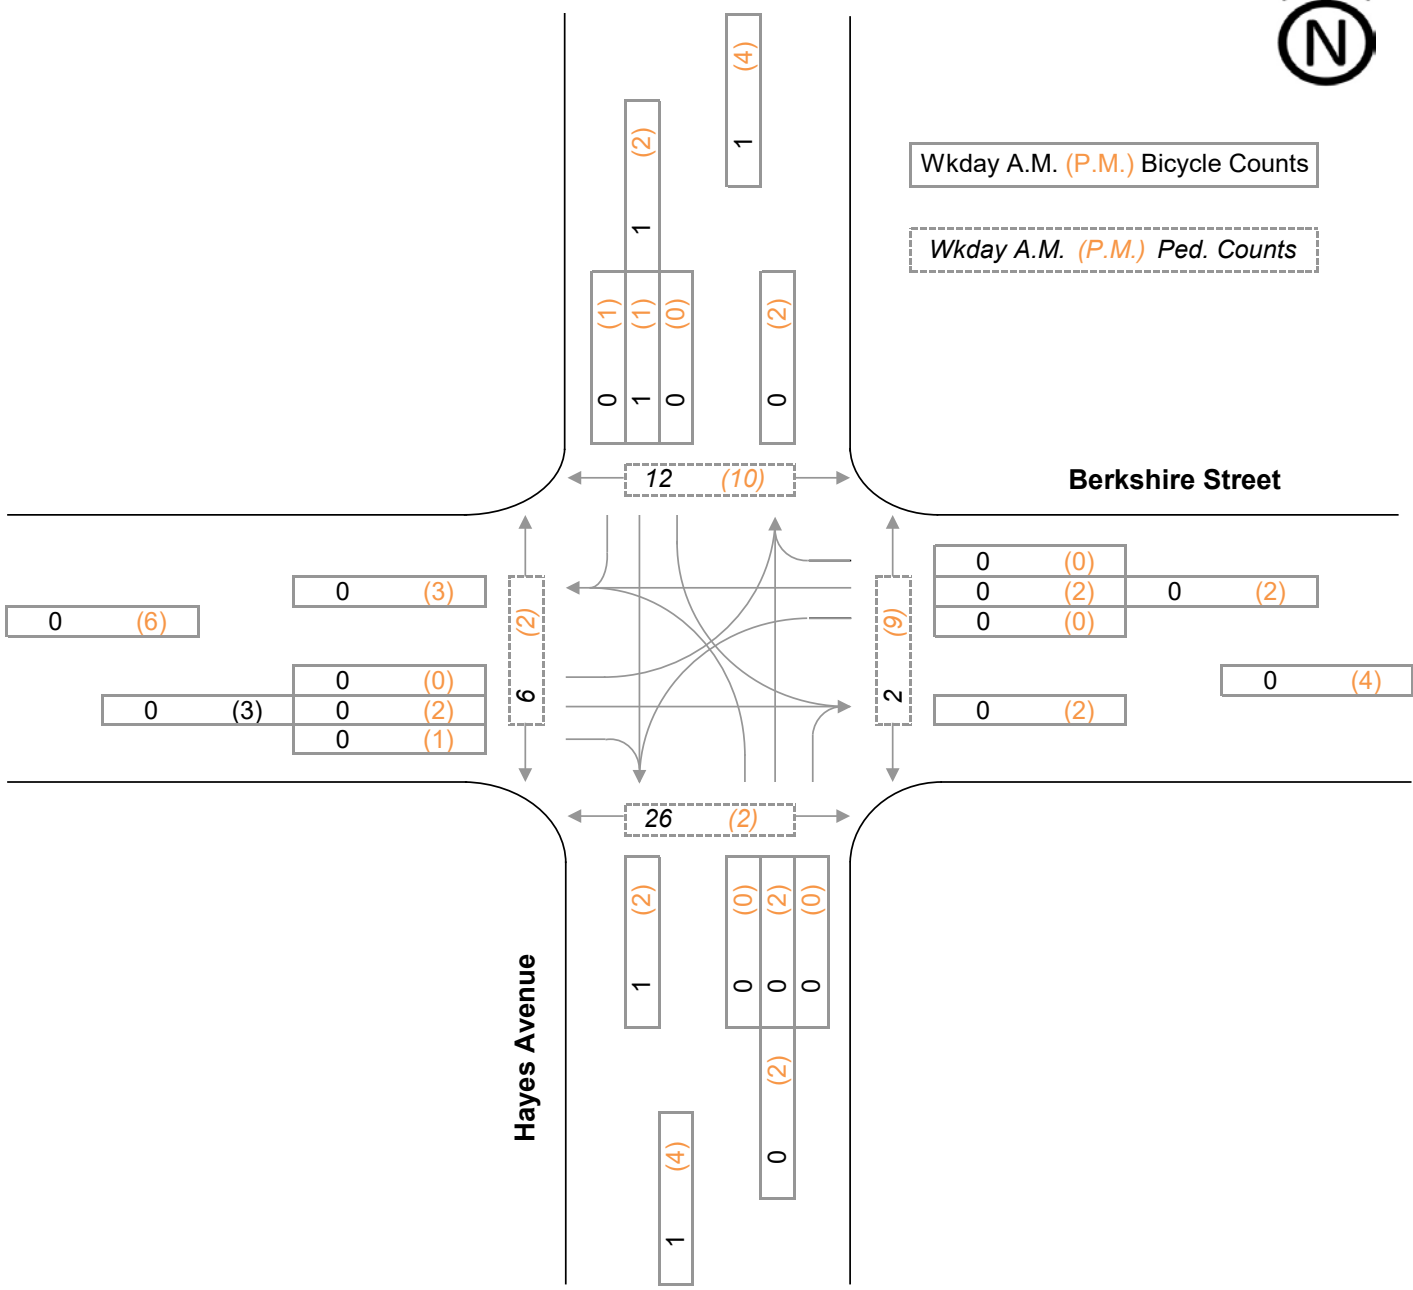 N
(4)
1
(2)
1
Wkday A.M. (P.M.) Bicycle Counts
Wkday A.M. (P.M.) Ped. Counts
(1) (1) (0) (2)
0 1 0 0
12 (10)
Berkshire Street
0 (0)
0 (3)
0 (2) 0 (2)
0 (6)
0 (0)
(2)
6
(9)
2
0 (0)
0 (4)
0 (3) 0 (2)
0 (2)
0 (1)
26 (2)
(2) (0) (2) (0)
1 0 0 0
Hayes Avenue
(2)
0
(4)
1